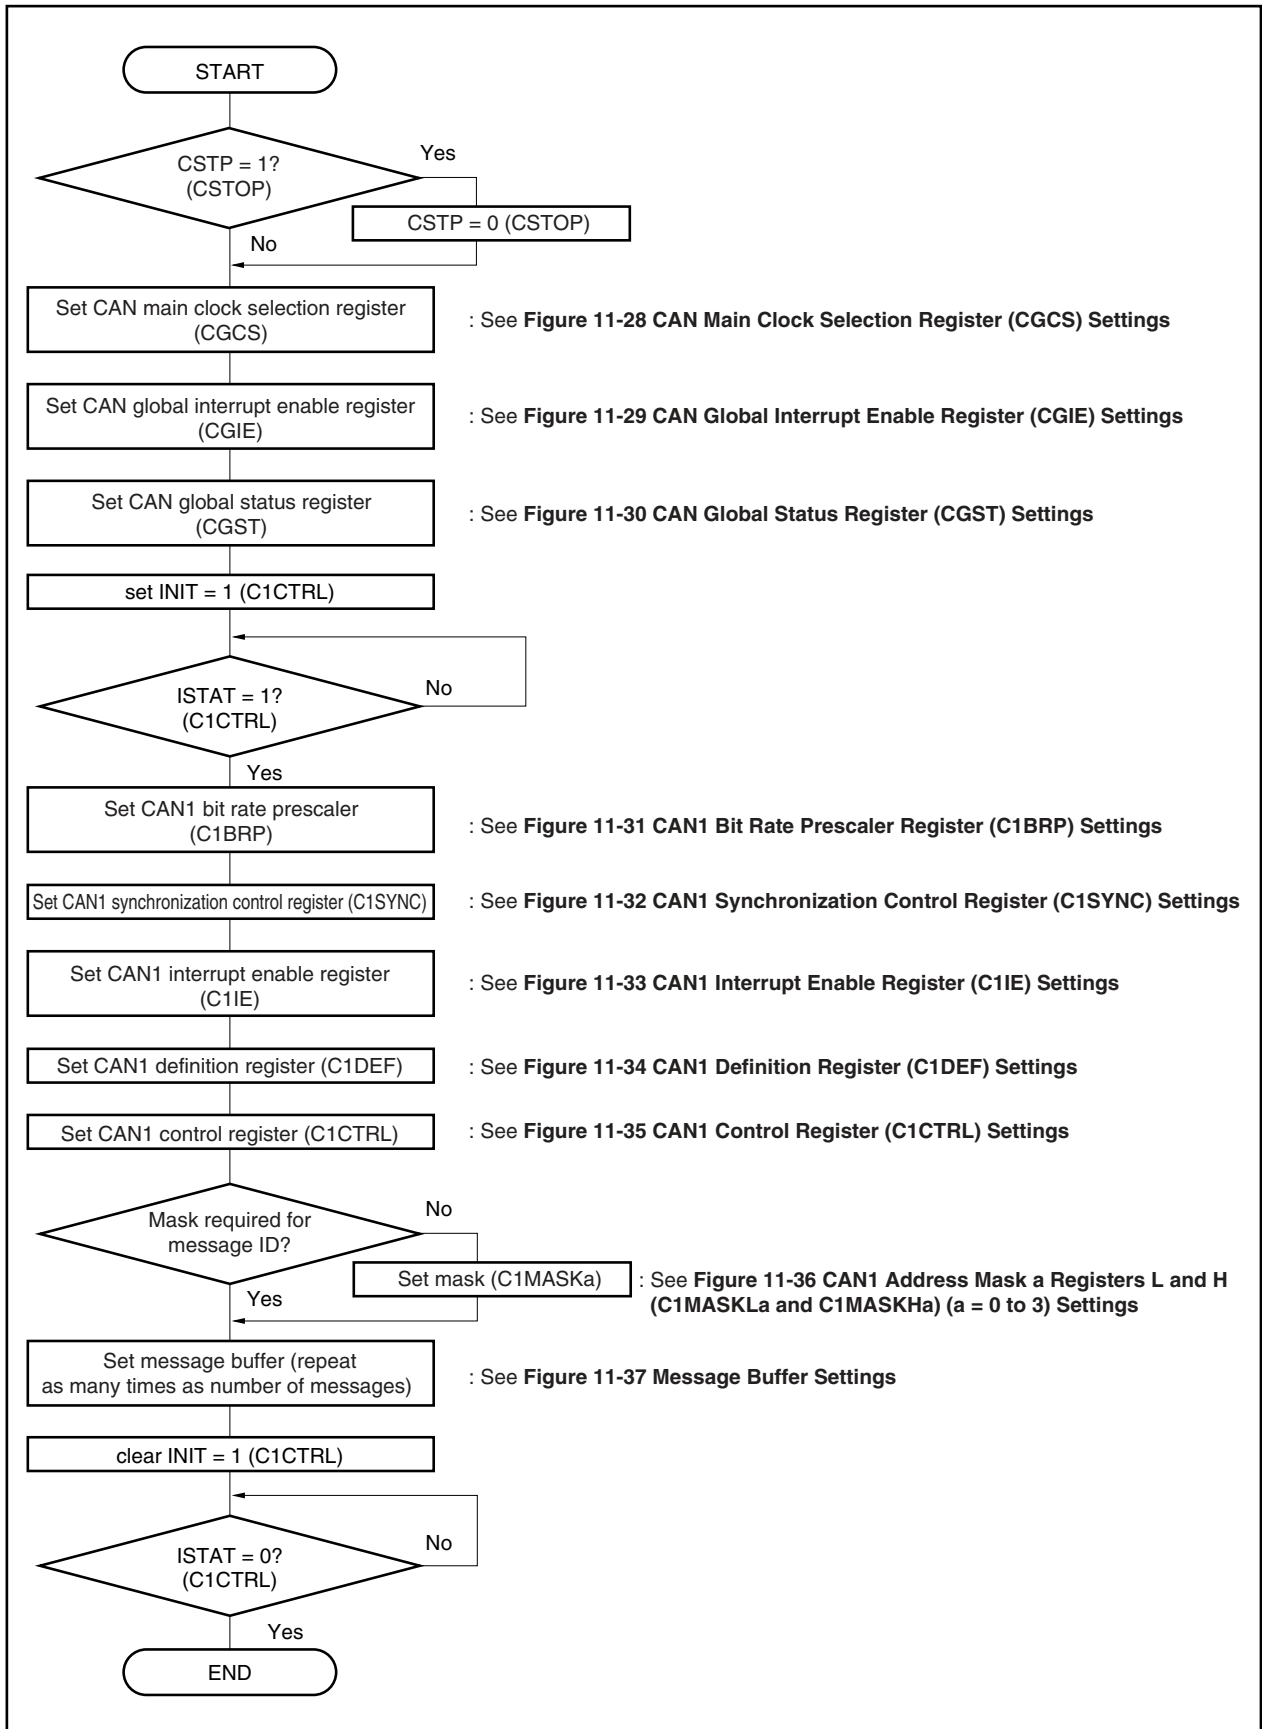 START
CSTP = 1?
(CSTOP)
Yes
CSTP = 0 (CSTOP)
No
Set CAN main clock selection register
(CGCS)
: See Figure 11-28 CAN Main Clock Selection Register (CGCS) Settings
Set CAN global interrupt enable register
(CGIE)
: See Figure 11-29 CAN Global Interrupt Enable Register (CGIE) Settings
Set CAN global status register
(CGST)
: See Figure 11-30 CAN Global Status Register (CGST) Settings
set INIT = 1 (C1CTRL)
ISTAT = 1?
(C1CTRL)
No
Yes
Set CAN1 bit rate prescaler
(C1BRP)
: See Figure 11-31 CAN1 Bit Rate Prescaler Register (C1BRP) Settings
Set CAN1 synchronization control register (C1SYNC)
: See Figure 11-32 CAN1 Synchronization Control Register (C1SYNC) Settings
Set CAN1 interrupt enable register
(C1IE)
: See Figure 11-33 CAN1 Interrupt Enable Register (C1IE) Settings
Set CAN1 definition register (C1DEF)
: See Figure 11-34 CAN1 Definition Register (C1DEF) Settings
Set CAN1 control register (C1CTRL)
: See Figure 11-35 CAN1 Control Register (C1CTRL) Settings
Mask required for
message ID?
No
Set mask (C1MASKa)
: See Figure 11-36 CAN1 Address Mask a Registers L and H
(C1MASKLa and C1MASKHa) (a = 0 to 3) Settings
Yes
Set message buffer (repeat
as many times as number of messages)
: See Figure 11-37 Message Buffer Settings
clear INIT = 1 (C1CTRL)
ISTAT = 0?
(C1CTRL)
No
Yes
END